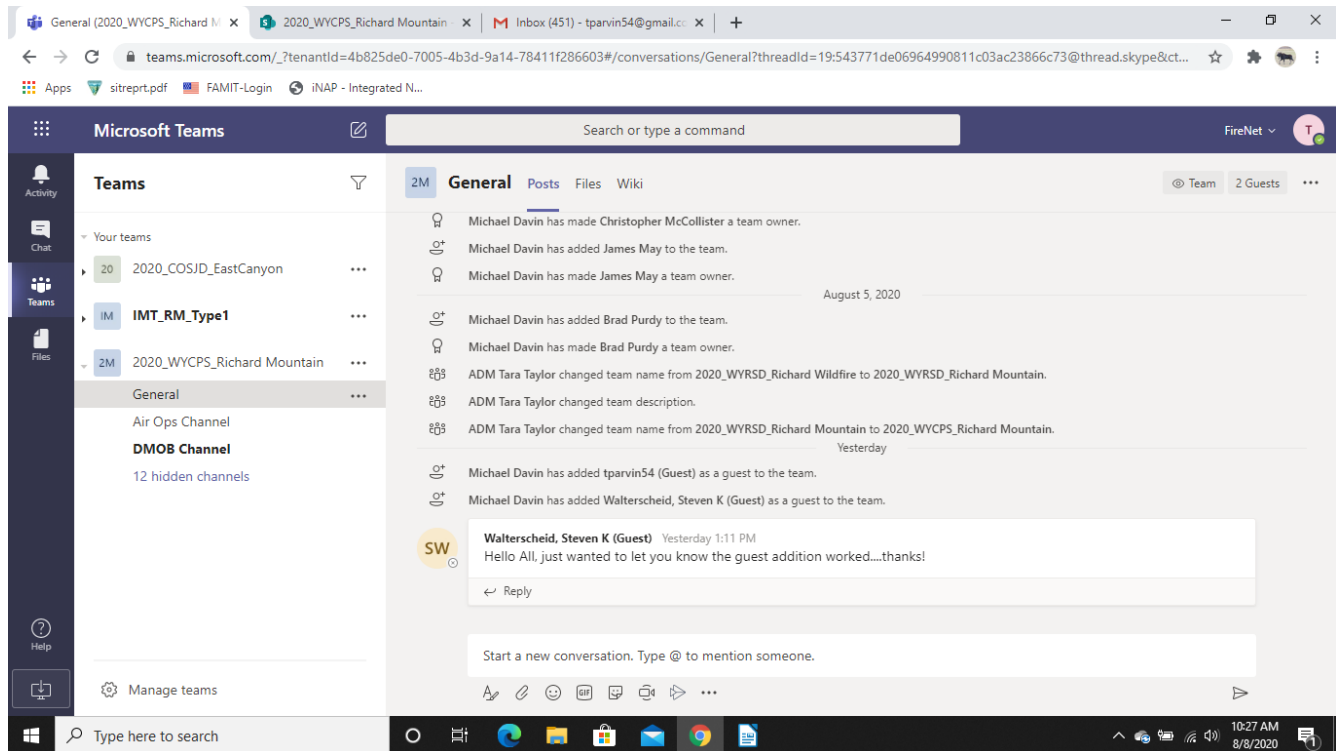 General (2020_WYCPS_Richard M
2020_WYCPS_Richard Mountain -
Inbox (451) - tparvin54@gmail.co
teams.microsoft.com/_?tenantId=4b825de0-7005-4b3d-9a14-78411f286603#/conversations/General?threadId=19:543771de06964990811c03ac23866c73@thread.skype&ct...
Apps
sitreprt.pdf
FAMIT-Login
iNAP - Integrated N...
Microsoft Teams
Search or type a command
FireNet
T
Activity
Chat
Teams
Files
Help
Teams
Your teams
20 2020_COSJD_EastCanyon
IM IMT_RM_Type1
2M 2020_WYCPS_Richard Mountain
General
Air Ops Channel
DMOB Channel
12 hidden channels
Manage teams
2M General Posts Files Wiki
Team 2 Guests
Michael Davin has made Christopher McCollister a team owner.
Michael Davin has added James May to the team.
Michael Davin has made James May a team owner.
August 5, 2020
Michael Davin has added Brad Purdy to the team.
Michael Davin has made Brad Purdy a team owner.
ADM Tara Taylor changed team name from 2020_WYRSD_Richard Wildfire to 2020_WYRSD_Richard Mountain.
ADM Tara Taylor changed team description.
ADM Tara Taylor changed team name from 2020_WYRSD_Richard Mountain to 2020_WYCPS_Richard Mountain.
Yesterday
Michael Davin has added tparvin54 (Guest) as a guest to the team.
Michael Davin has added Walterscheid, Steven K (Guest) as a guest to the team.
SW
Walterscheid, Steven K (Guest) Yesterday 1:11 PM
Hello All, just wanted to let you know the guest addition worked....thanks!
Reply
Start a new conversation. Type @ to mention someone.
GIF
Type here to search
10:27 AM
8/8/2020
1